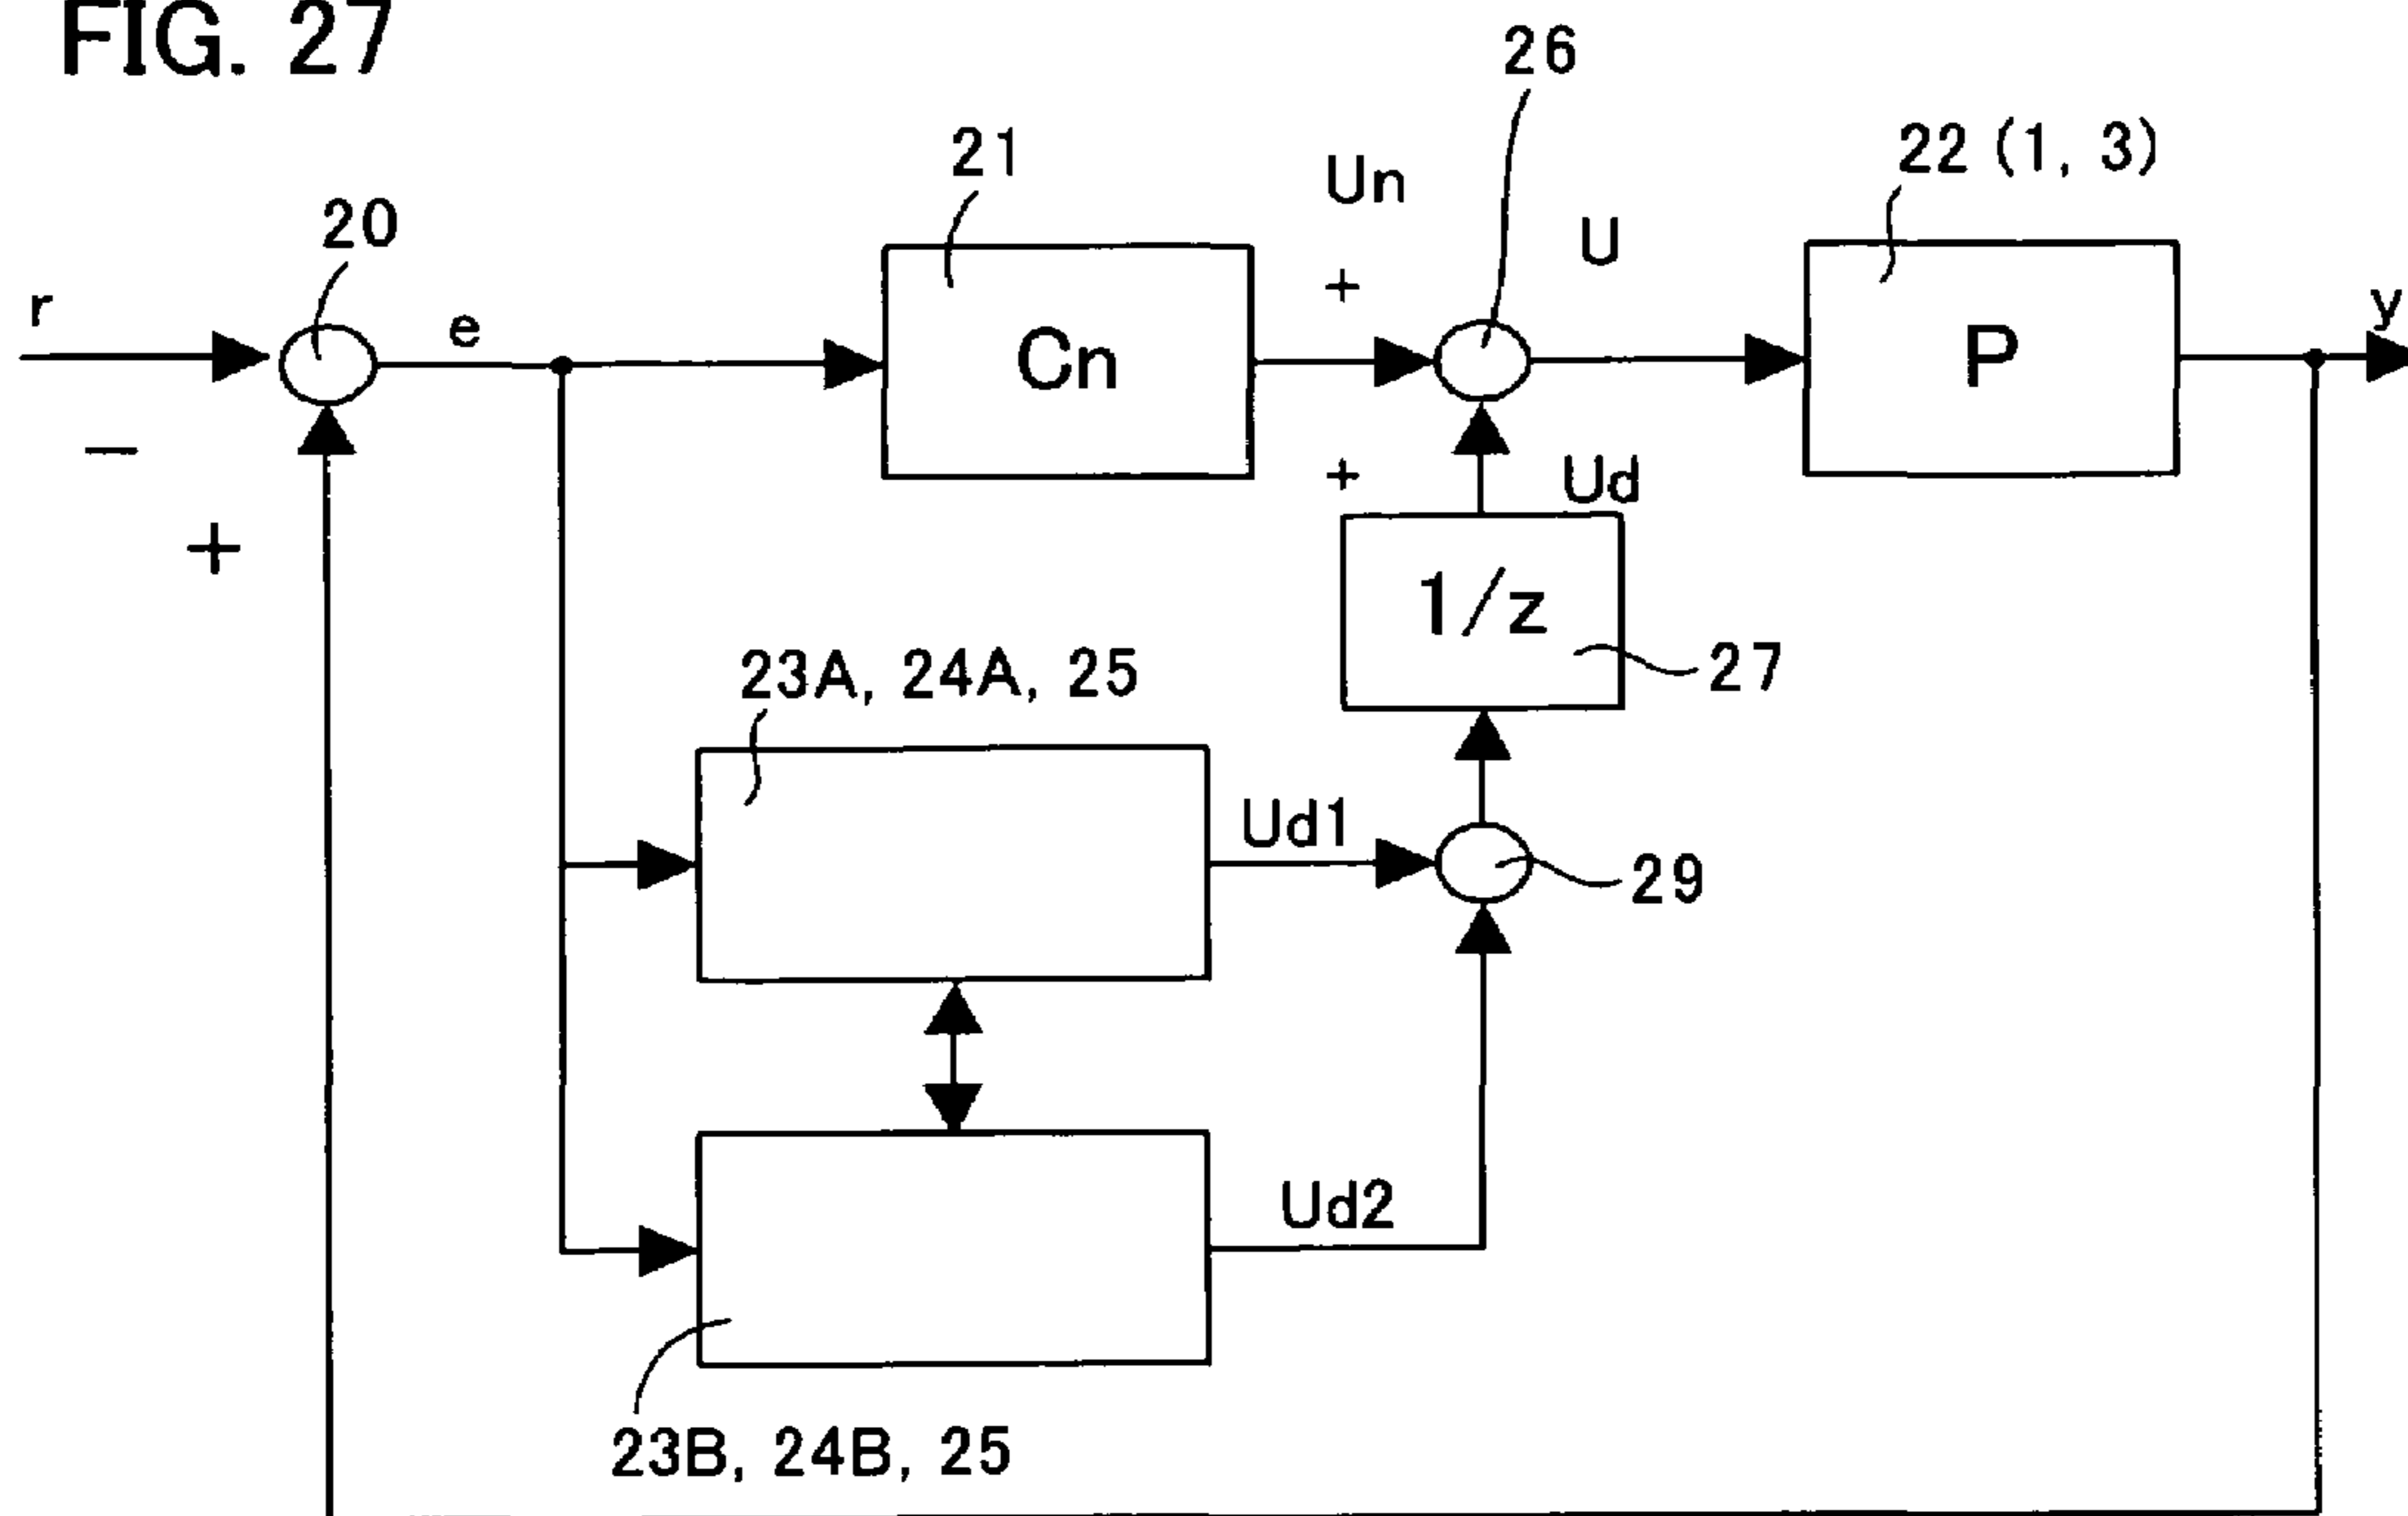 FIG. 27
26
21
Un
22 (1, 3)
20
U
r
e
+
y
Cn
P
−
+
Ud
+
1/z
23A, 24A, 25
27
Ud1
29
Ud2
23B, 24B, 25